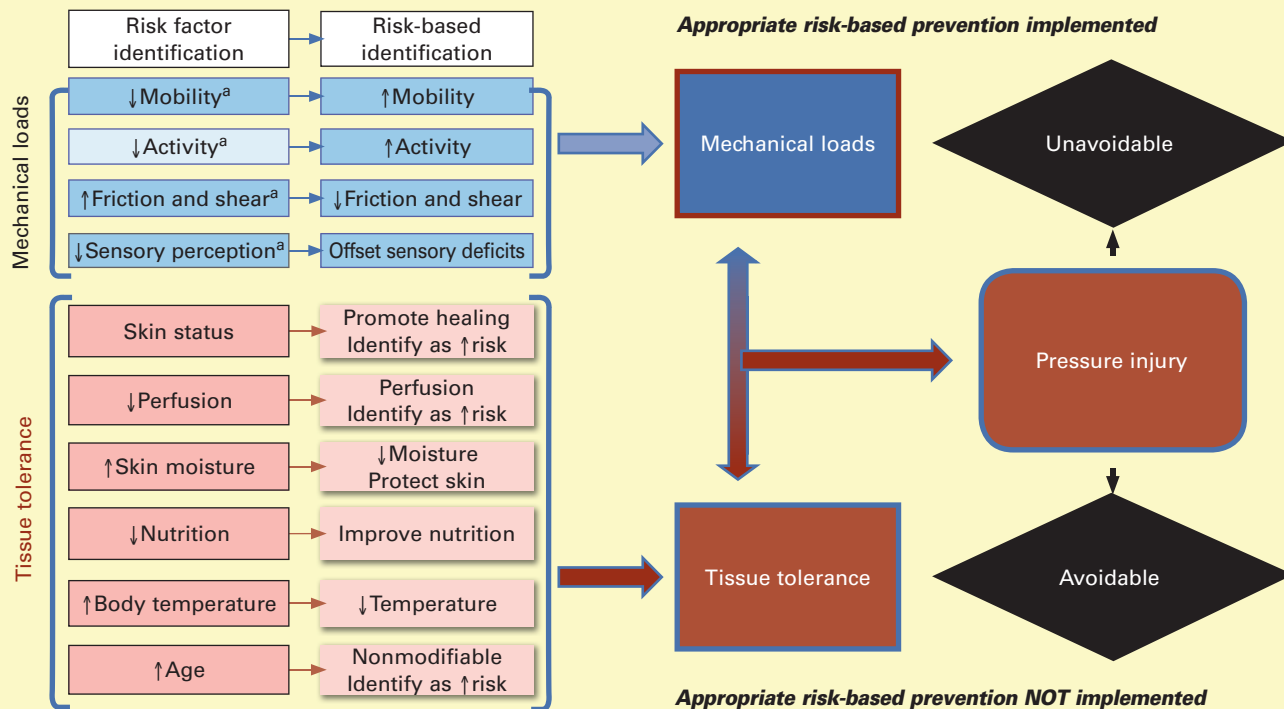 Risk factor
identification
Risk-based
identification
Appropriate risk-based prevention implemented
Mechanical loads
↓Mobilityᵃ
↑Mobility
↓Activityᵃ
↑Activity
↑Friction and shearᵃ
↓Friction and shear
↓Sensory perceptionᵃ
Offset sensory deficits
Mechanical loads
Unavoidable
Tissue tolerance
Skin status
Promote healing
Identify as ↑risk
↓Perfusion
Perfusion
Identify as ↑risk
↑Skin moisture
↓Moisture
Protect skin
↓Nutrition
Improve nutrition
↑Body temperature
↓Temperature
↑Age
Nonmodifiable
Identify as ↑risk
Pressure injury
Tissue tolerance
Avoidable
Appropriate risk-based prevention NOT implemented